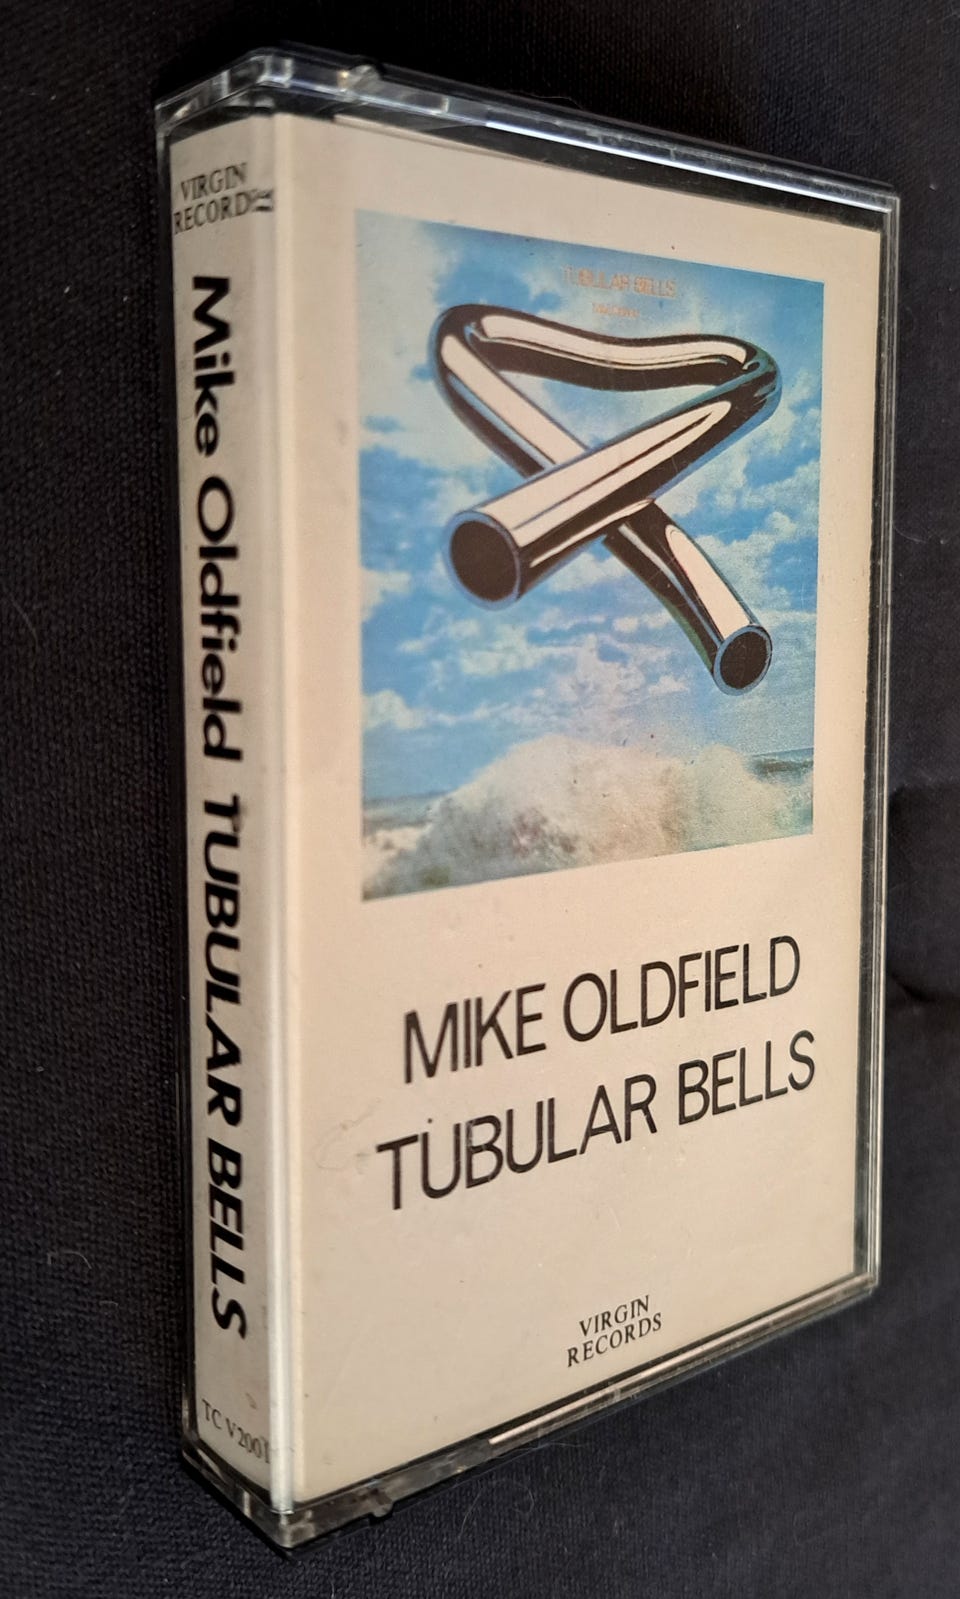 VIRGIN
RECORDS
Mike Oldfield TUBULAR BELLS
TC V2001
TUBULAR BELLS
MIKE OLDFIELD
TUBULAR BELLS
VIRGIN
RECORDS